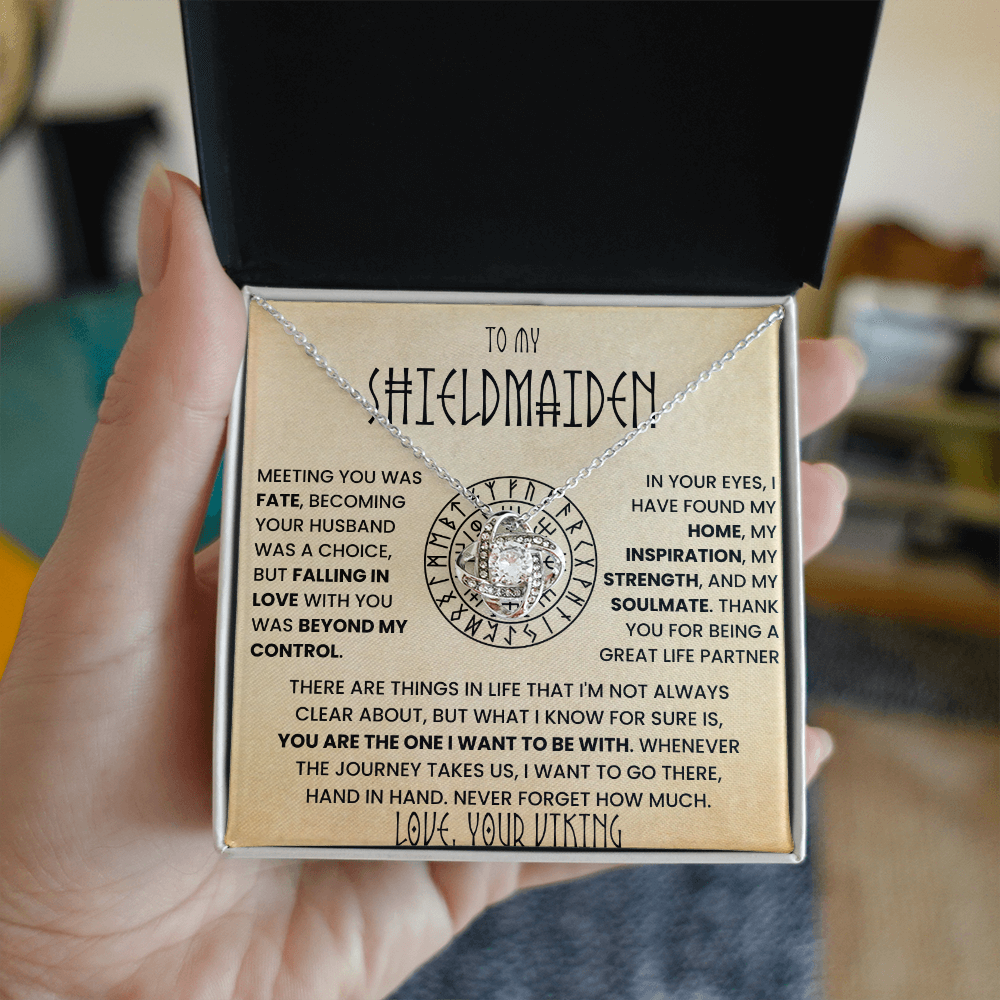 TO MY
SHIELDMAIDEN
MEETING YOU WAS
FATE, BECOMING
YOUR HUSBAND
WAS A CHOICE,
BUT FALLING IN
LOVE WITH YOU
WAS BEYOND MY
CONTROL.
IN YOUR EYES, I
HAVE FOUND MY
HOME, MY
INSPIRATION, MY
STRENGTH, AND MY
SOULMATE. THANK
YOU FOR BEING A
GREAT LIFE PARTNER
THERE ARE THINGS IN LIFE THAT I'M NOT ALWAYS
CLEAR ABOUT, BUT WHAT I KNOW FOR SURE IS,
YOU ARE THE ONE I WANT TO BE WITH. WHENEVER
THE JOURNEY TAKES US, I WANT TO GO THERE,
HAND IN HAND. NEVER FORGET HOW MUCH.
LOVE, YOUR VIKING